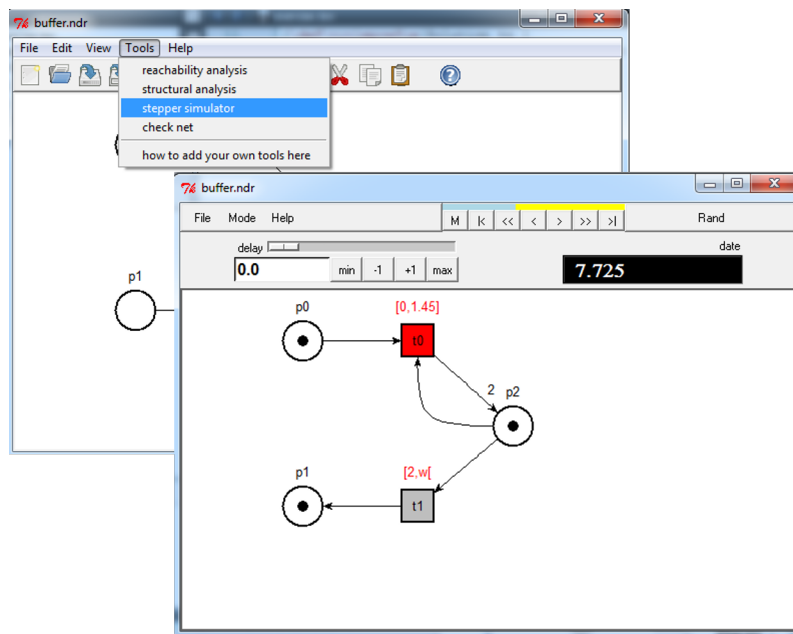 buffer.ndr
File Edit View Tools Help
reachability analysis
structural analysis
stepper simulator
check net
how to add your own tools here
p1
buffer.ndr
File Mode Help
M |< << < > >> >| Rand
delay
date
0.0 min -1 +1 max 7.725
p0 [0,1.45]
t0
2 p2
p1 [2,w[
t1